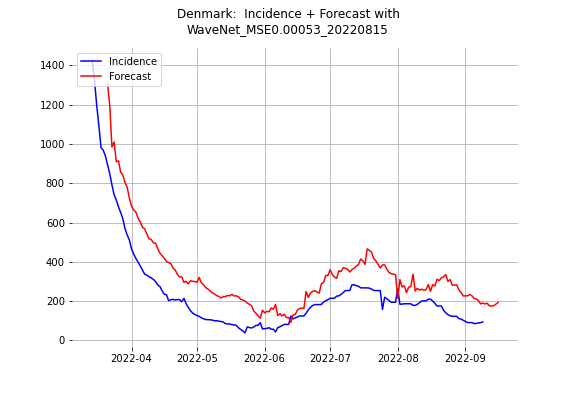 Denmark:  Incidence + Forecast with
WaveNet_MSE0.00053_20220815
Incidence
Forecast
1400
1200
1000
800
600
400
200
0
2022-04 2022-05 2022-06 2022-07 2022-08 2022-09